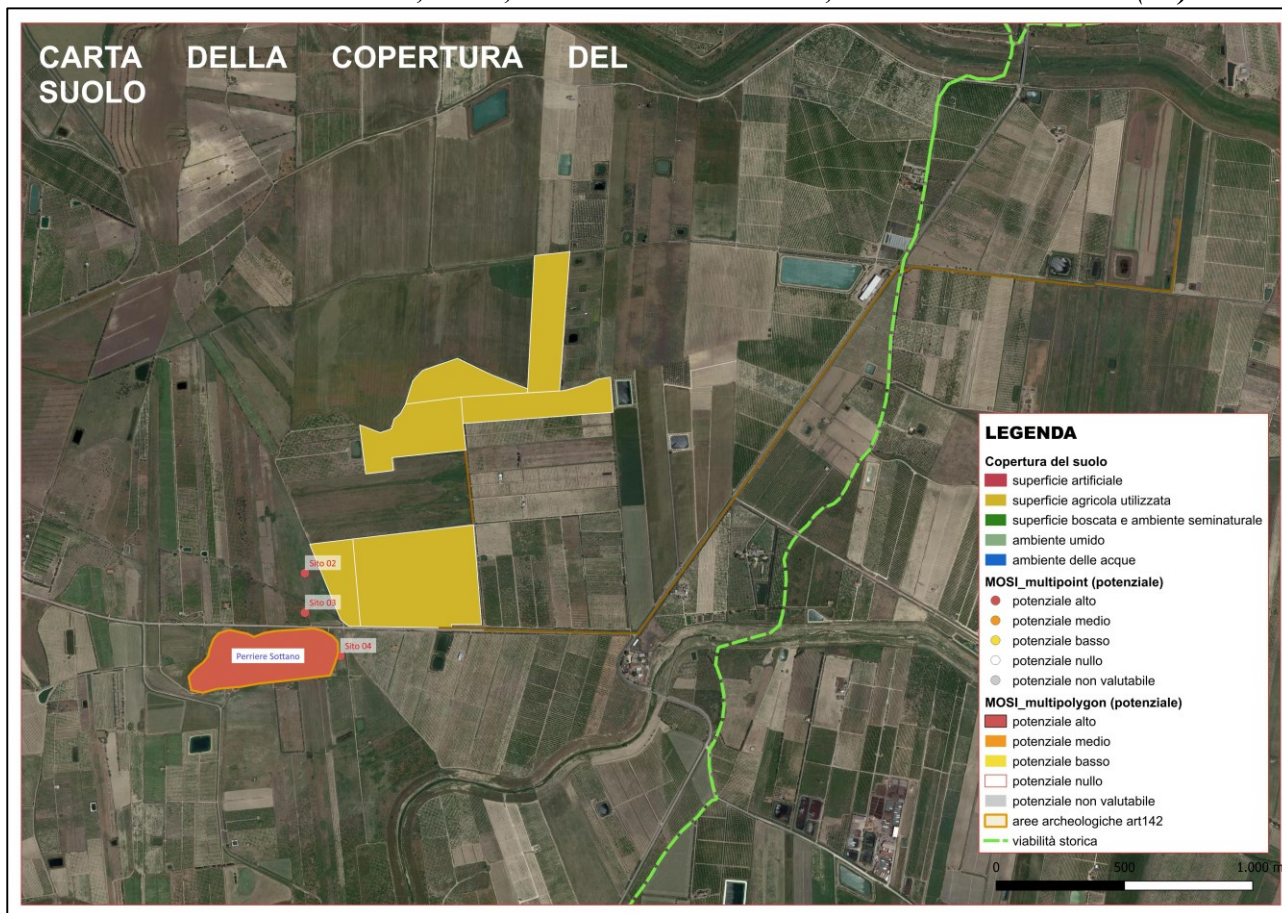 CARTA DELLA COPERTURA DEL
SUOLO
Sito 02
Sito 03
Sito 04
Perriere Sottano
LEGENDA
Copertura del suolo
superficie artificiale
superficie agricola utilizzata
superficie boscata e ambiente seminaturale
ambiente umido
ambiente delle acque
MOSI_multipoint (potenziale)
potenziale alto
potenziale medio
potenziale basso
potenziale nullo
potenziale non valutabile
MOSI_multipolygon (potenziale)
potenziale alto
potenziale medio
potenziale basso
potenziale nullo
potenziale non valutabile
aree archeologiche art142
viabilità storica
0 500 1.000 m